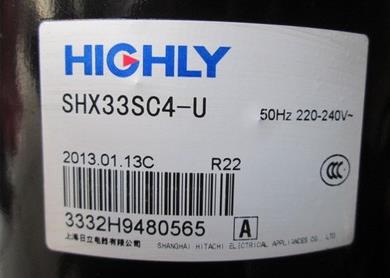 HIGHLY
SHX33SC4-U 50Hz 220-240V~
2013.01.13C R22
3332H9480565 A
上海日立电器有限公司 SHANGHAI HITACHI ELECTRICAL APPLIANCES CO.,LTD